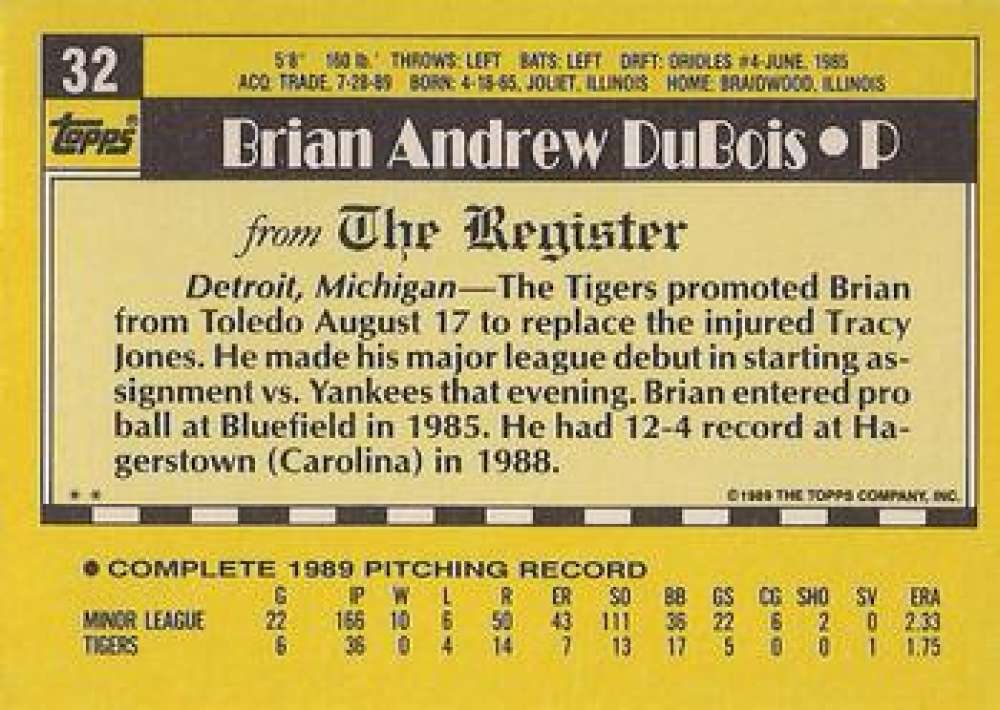 32
5'8" 160 lb. THROWS: LEFT BATS: LEFT DRFT: ORIOLES #4-JUNE, 1985
ACQ. TRADE, 7-28-89 BORN: 4-18-65, JOLIET, ILLINOIS HOME: BRAIDWOOD, ILLINOIS
topps®
Brian Andrew DuBois • P
from The Register
Detroit, Michigan—The Tigers promoted Brian
from Toledo August 17 to replace the injured Tracy
Jones. He made his major league debut in starting as-
signment vs. Yankees that evening. Brian entered pro
ball at Bluefield in 1985. He had 12-4 record at Ha-
gerstown (Carolina) in 1988.
* *
© 1989 THE TOPPS COMPANY, INC.
• COMPLETE 1989 PITCHING RECORD
G IP W L R ER SO BB GS CG SHO SV ERA
MINOR LEAGUE 22 166 10 6 50 43 111 36 22 6 2 0 2.33
TIGERS 6 36 0 4 14 7 13 17 5 0 0 1 1.75